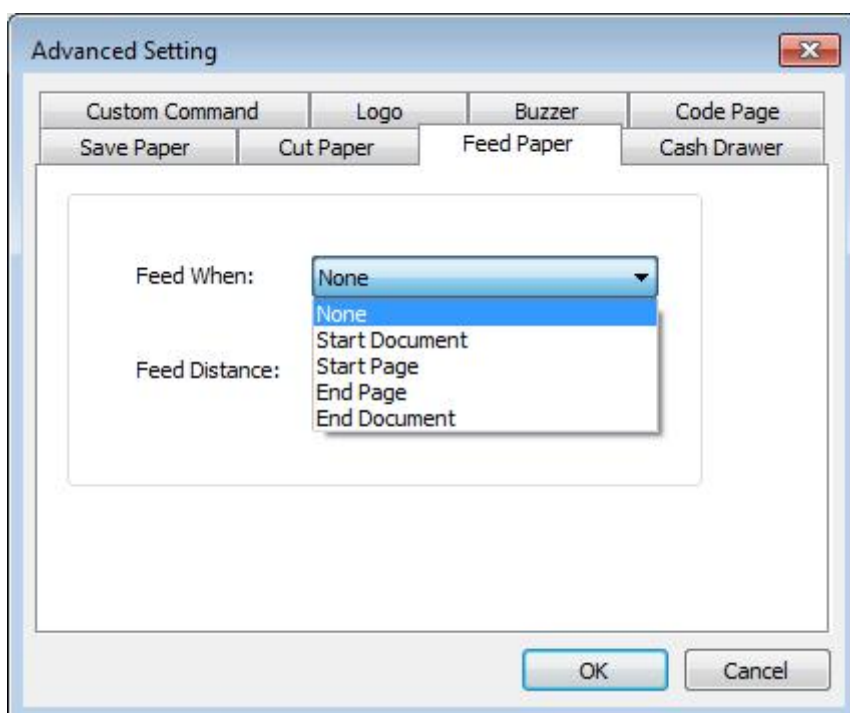 Advanced Setting
Custom Command Logo Buzzer Code Page
Save Paper Cut Paper Feed Paper Cash Drawer
Feed When: None
None
Start Document
Start Page
Feed Distance:
End Page
End Document
OK Cancel